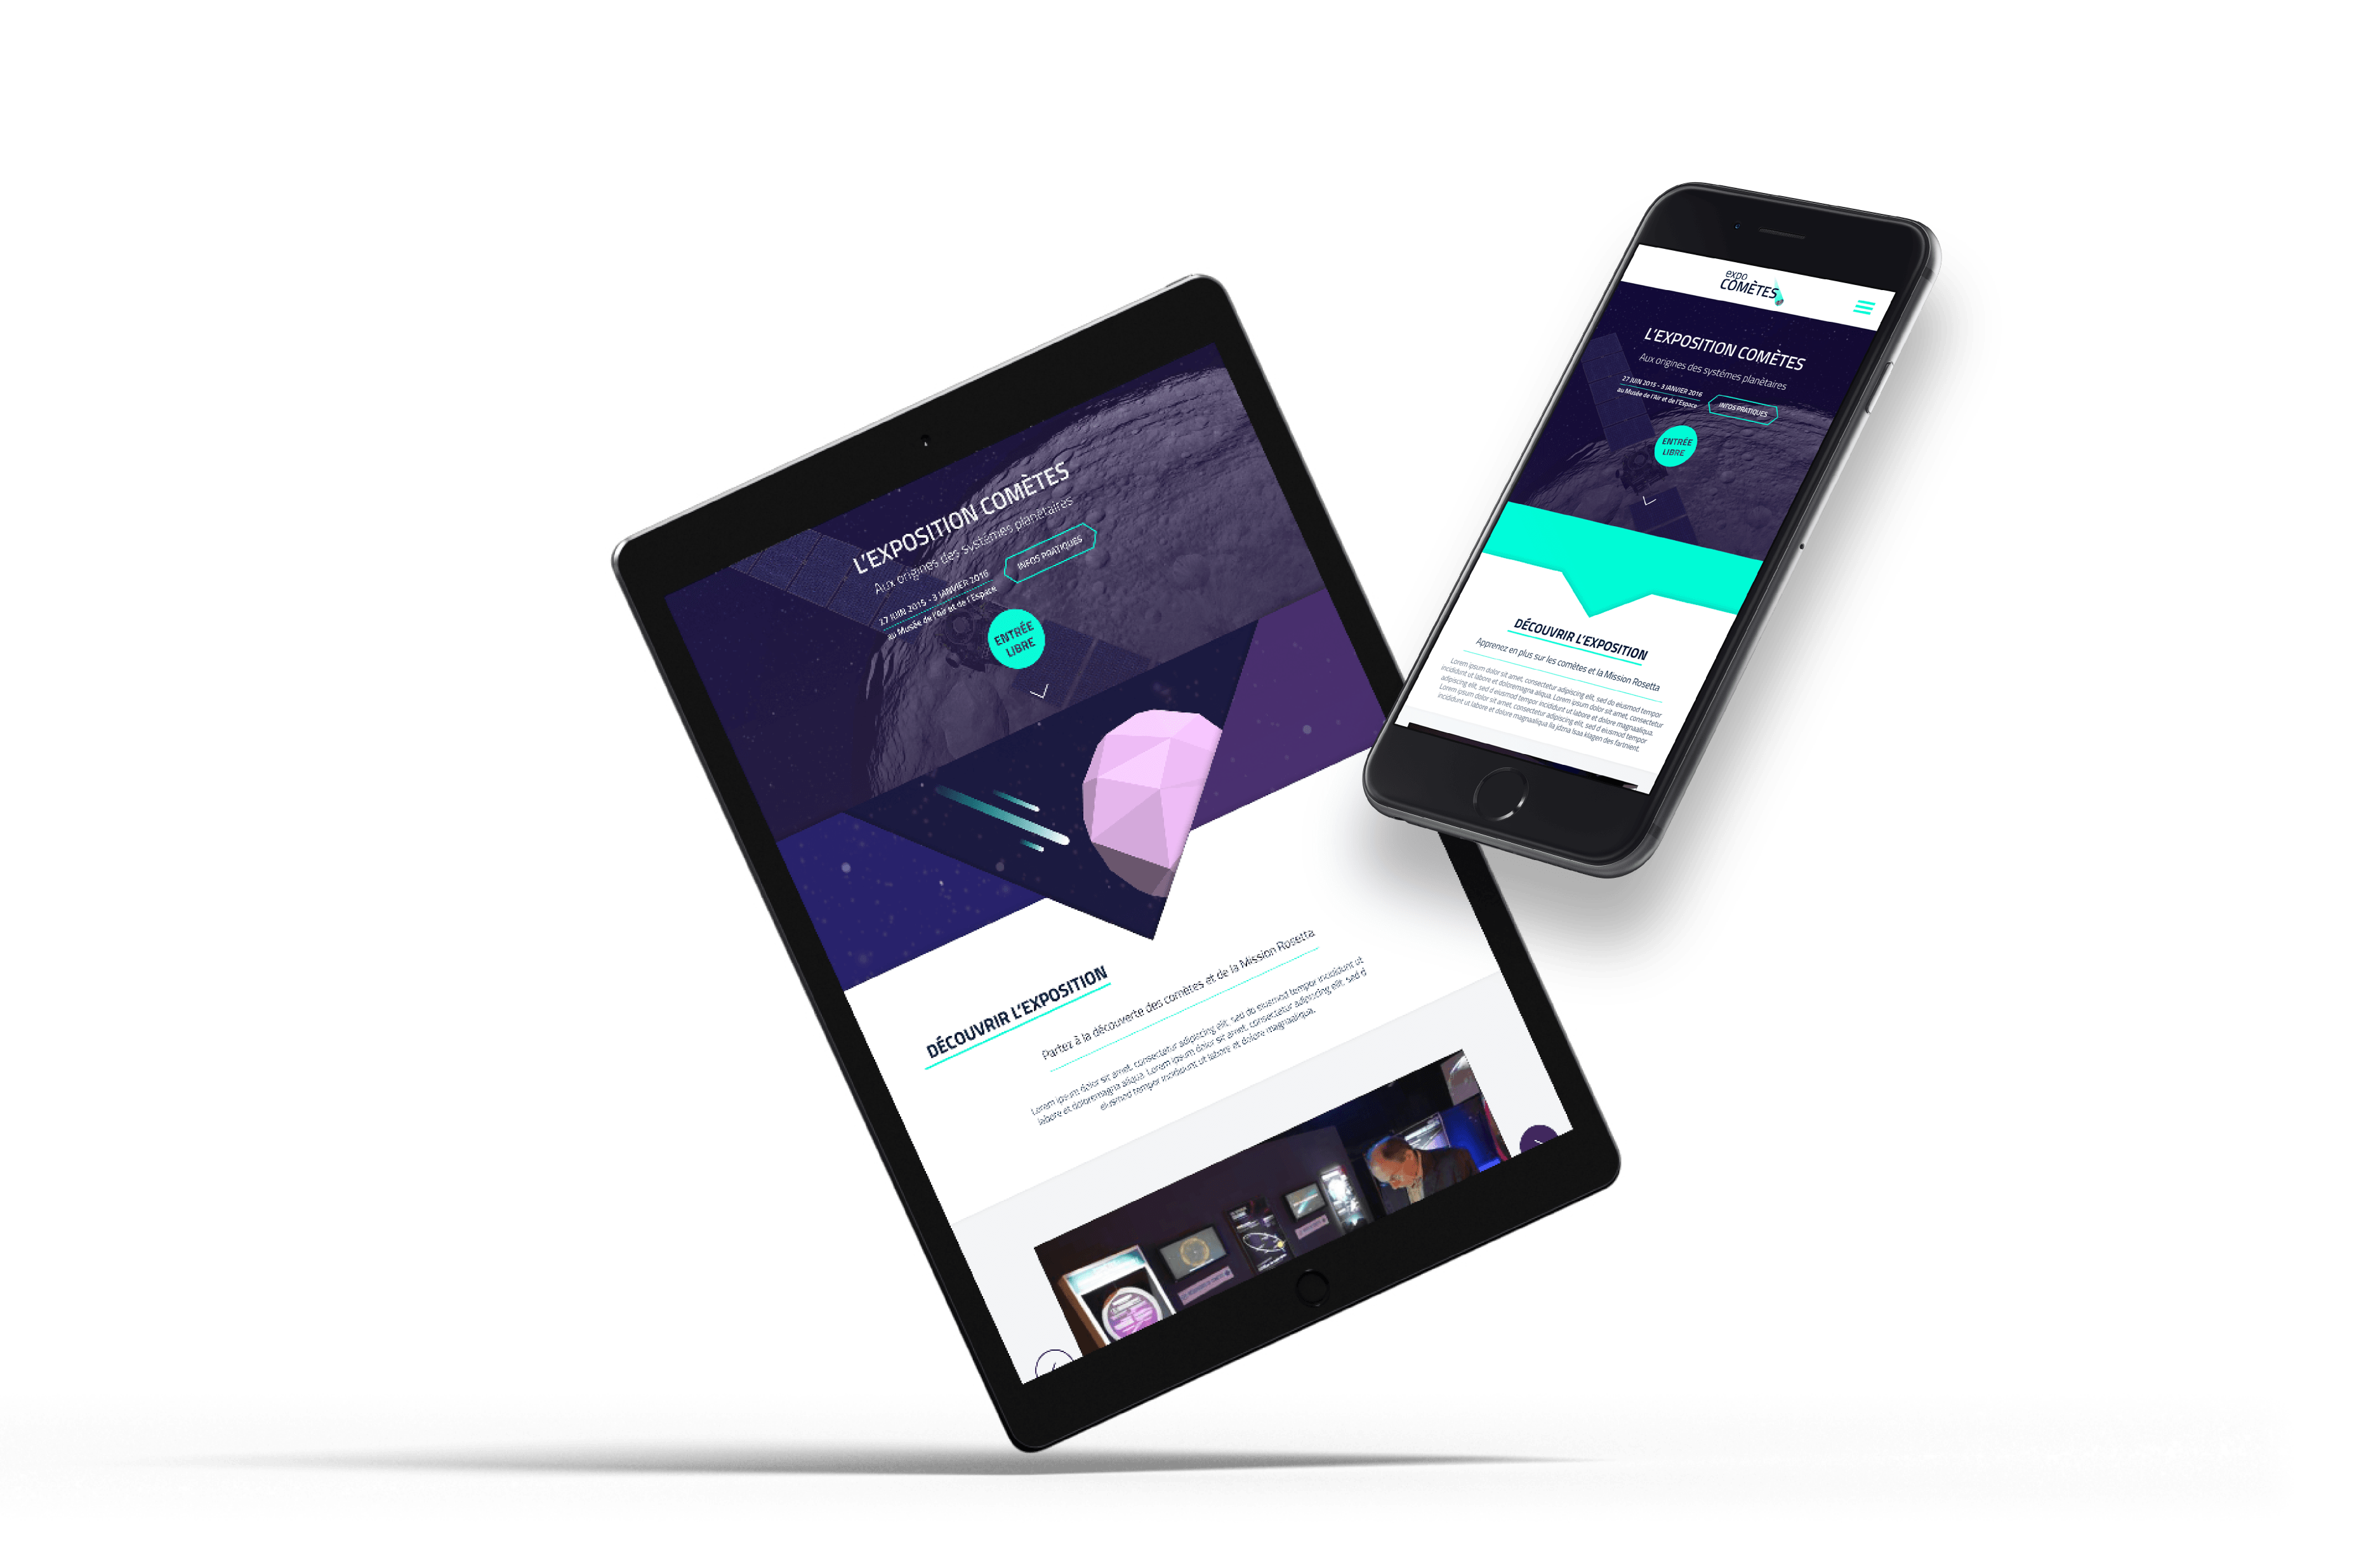 L'EXPOSITION COMÈTES
Aux origines des systèmes planétaires
27 JUIN 2015 - 3 JANVIER 2016
au Musée de l'Air et de l'Espace
INFOS PRATIQUES
ENTRÉE
LIBRE
DÉCOUVRIR L'EXPOSITION
Partez à la découverte des comètes et de la Mission Rosetta
Lorem ipsum dolor sit amet, consectetur adipiscing elit, sed do eiusmod tempor incididunt ut
labore et doloremagna aliqua. Lorem ipsum dolor sit amet, consectetur adipiscing elit, sed d
eiusmod tempor incididunt ut labore et dolore magnaaliqua.
expo
COMÈTES
L'EXPOSITION COMÈTES
Aux origines des systèmes planétaires
27 JUIN 2015 - 3 JANVIER 2016
au Musée de l'Air et de l'Espace
INFOS PRATIQUES
ENTRÉE
LIBRE
DÉCOUVRIR L'EXPOSITION
Apprenez en plus sur les comètes et la Mission Rosetta
Lorem ipsum dolor sit amet, consectetur adipiscing elit, sed do eiusmod tempor
incididunt ut labore et doloremagna aliqua. Lorem ipsum dolor sit amet, consectetur
adipiscing elit, sed d eiusmod tempor incididunt ut labore et dolore magnaaliqua.
Lorem ipsum dolor sit amet, consectetur adipiscing elit, sed d eiusmod tempor
incididunt ut labore et dolore magnaaliqua